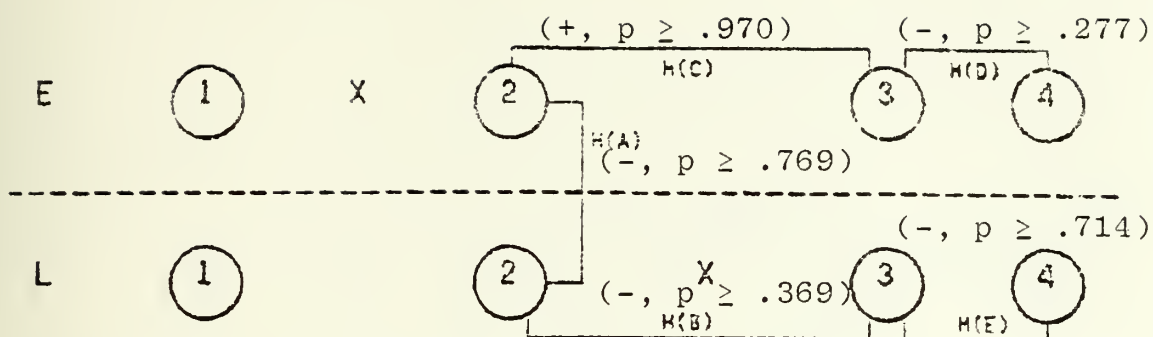 (+, p ≥ .970) (-, p ≥ .277)
H(C) H(D)
E 1 X 2 3 4
H(A)
(-, p ≥ .769)
(-, p ≥ .714)
L 1 2 X 3 4
(-, p ≥ .369)
H(B) H(E)